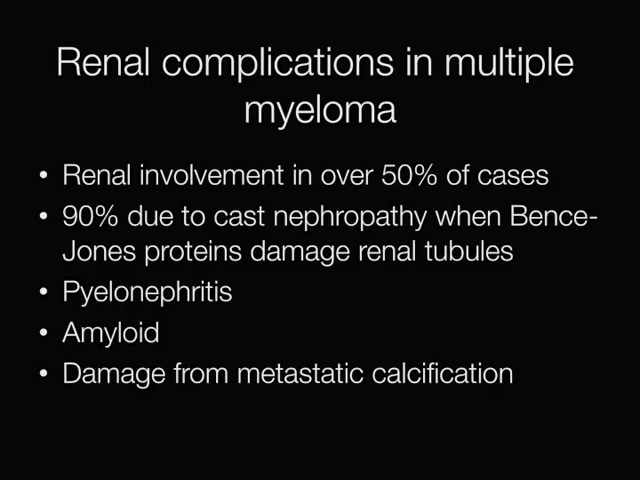 Renal complications in multiple
myeloma
• Renal involvement in over 50% of cases
• 90% due to cast nephropathy when Bence-
Jones proteins damage renal tubules
• Pyelonephritis
• Amyloid
• Damage from metastatic calcification